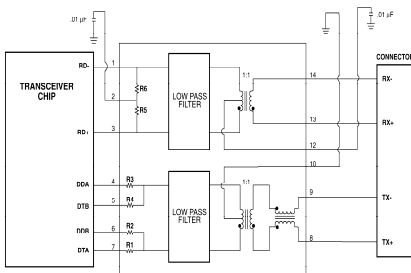 .01 µF
.01 µF
CONNECTOR
TRANSCEIVER
CHIP
RD-
1
R6
2
R5
RD+
3
LOW PASS
FILTER
1:1
14
RX-
13
RX+
12
10
DDA
4
R3
DTB
5
R4
DDB
6
R2
DTA
7
R1
LOW PASS
FILTER
1:1
9
TX-
8
TX+